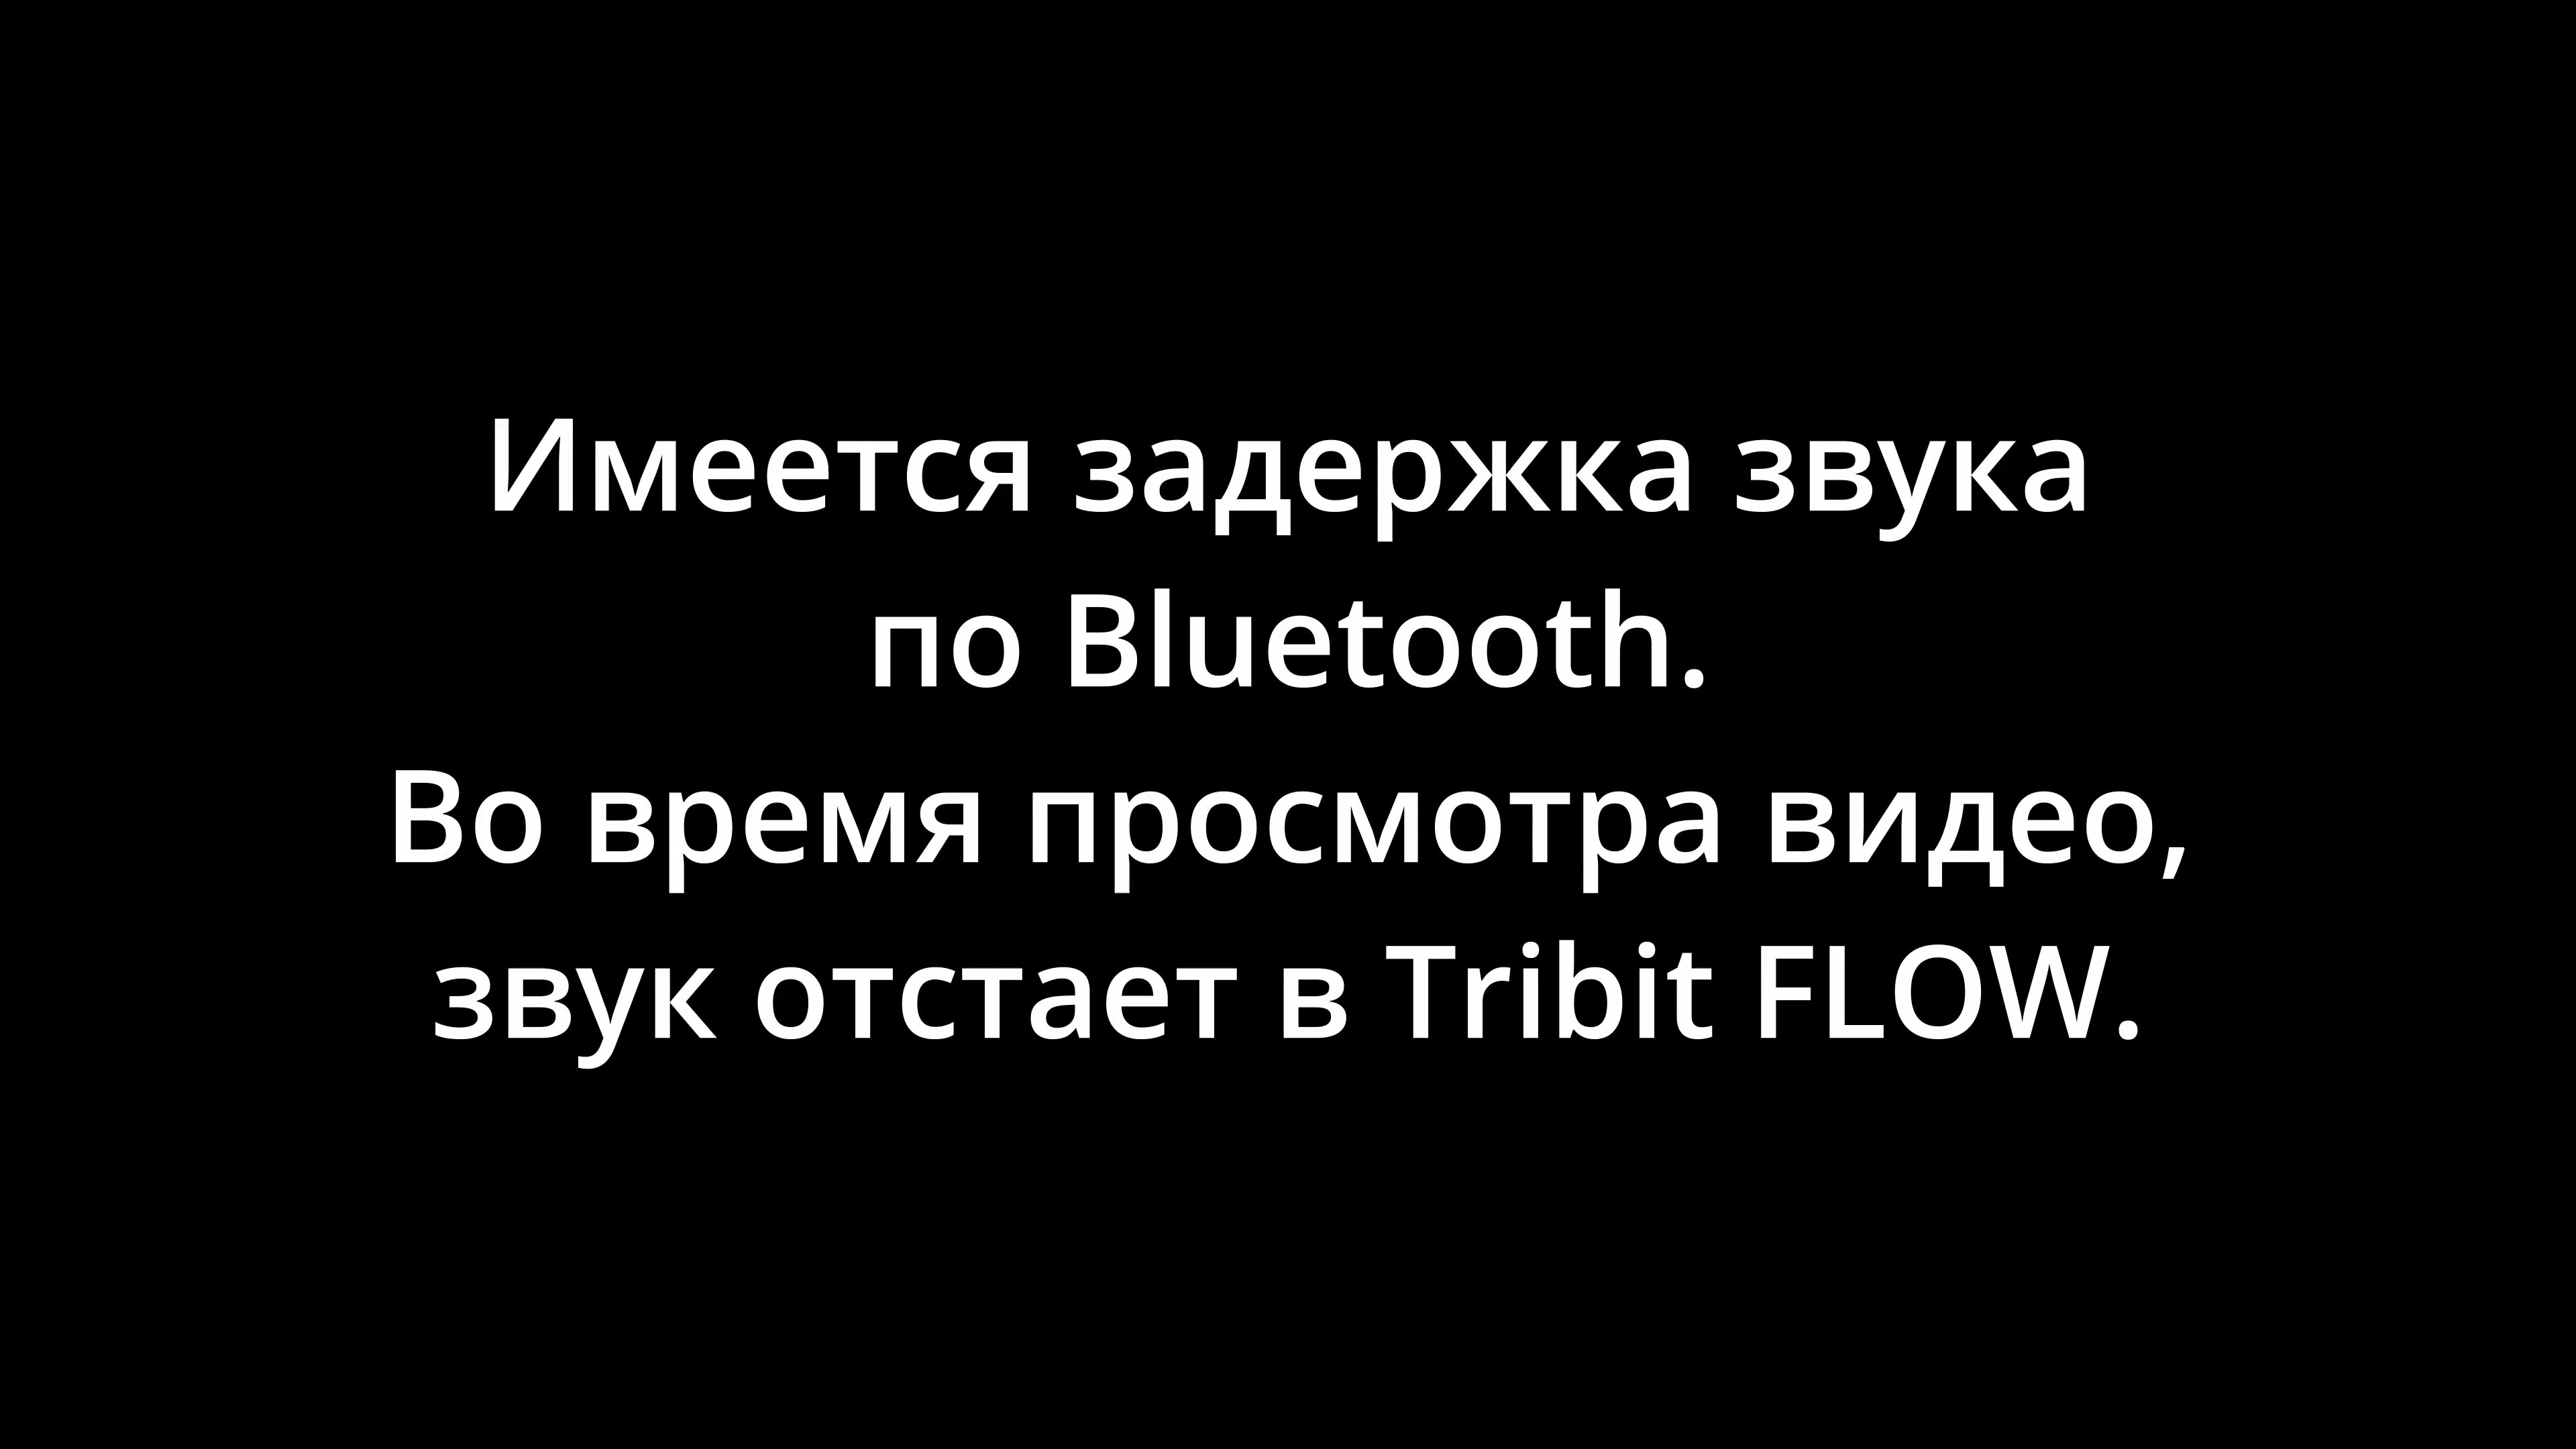 Имеется задержка звука
по Bluetooth.
Во время просмотра видео,
звук отстает в Tribit FLOW.